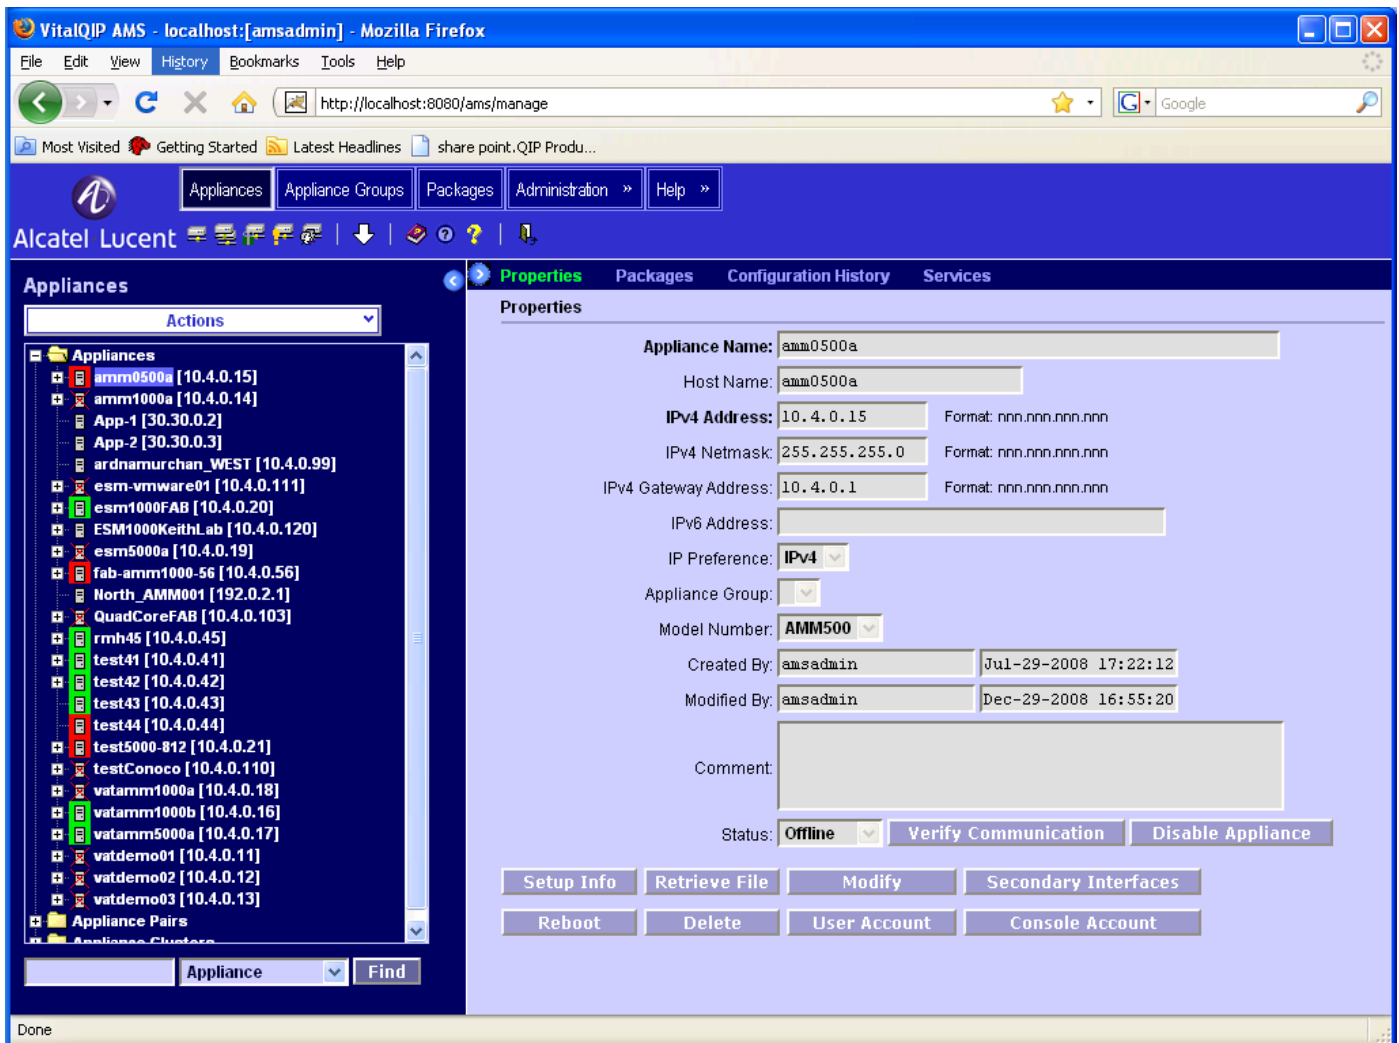 VitalQIP AMS - localhost:[amsadmin] - Mozilla Firefox
File Edit View History Bookmarks Tools Help
http://localhost:8080/ams/manage
G Google
Most Visited Getting Started Latest Headlines share point.QIP Produ...
Appliances Appliance Groups Packages Administration » Help »
Alcatel Lucent
Appliances
Actions
Appliances
amm0500a [10.4.0.15]
amm1000a [10.4.0.14]
App-1 [30.30.0.2]
App-2 [30.30.0.3]
ardnamurchan_WEST [10.4.0.99]
esm-vmware01 [10.4.0.111]
esm1000FAB [10.4.0.20]
ESM1000KeithLab [10.4.0.120]
esm5000a [10.4.0.19]
fab-amm1000-56 [10.4.0.56]
North_AMM001 [192.0.2.1]
QuadCoreFAB [10.4.0.103]
rmh45 [10.4.0.45]
test41 [10.4.0.41]
test42 [10.4.0.42]
test43 [10.4.0.43]
test44 [10.4.0.44]
test5000-812 [10.4.0.21]
testConoco [10.4.0.110]
vatamm1000a [10.4.0.18]
vatamm1000b [10.4.0.16]
vatamm5000a [10.4.0.17]
vatdemo01 [10.4.0.11]
vatdemo02 [10.4.0.12]
vatdemo03 [10.4.0.13]
Appliance Pairs
Appliance Clusters
Appliance Find
Properties Packages Configuration History Services
Properties
Appliance Name: amm0500a
Host Name: amm0500a
IPv4 Address: 10.4.0.15 Format: nnn.nnn.nnn.nnn
IPv4 Netmask: 255.255.255.0 Format: nnn.nnn.nnn.nnn
IPv4 Gateway Address: 10.4.0.1 Format: nnn.nnn.nnn.nnn
IPv6 Address:
IP Preference: IPv4
Appliance Group:
Model Number: AMM500
Created By: amsadmin Jul-29-2008 17:22:12
Modified By: amsadmin Dec-29-2008 16:55:20
Comment:
Status: Offline Verify Communication Disable Appliance
Setup Info Retrieve File Modify Secondary Interfaces
Reboot Delete User Account Console Account
Done